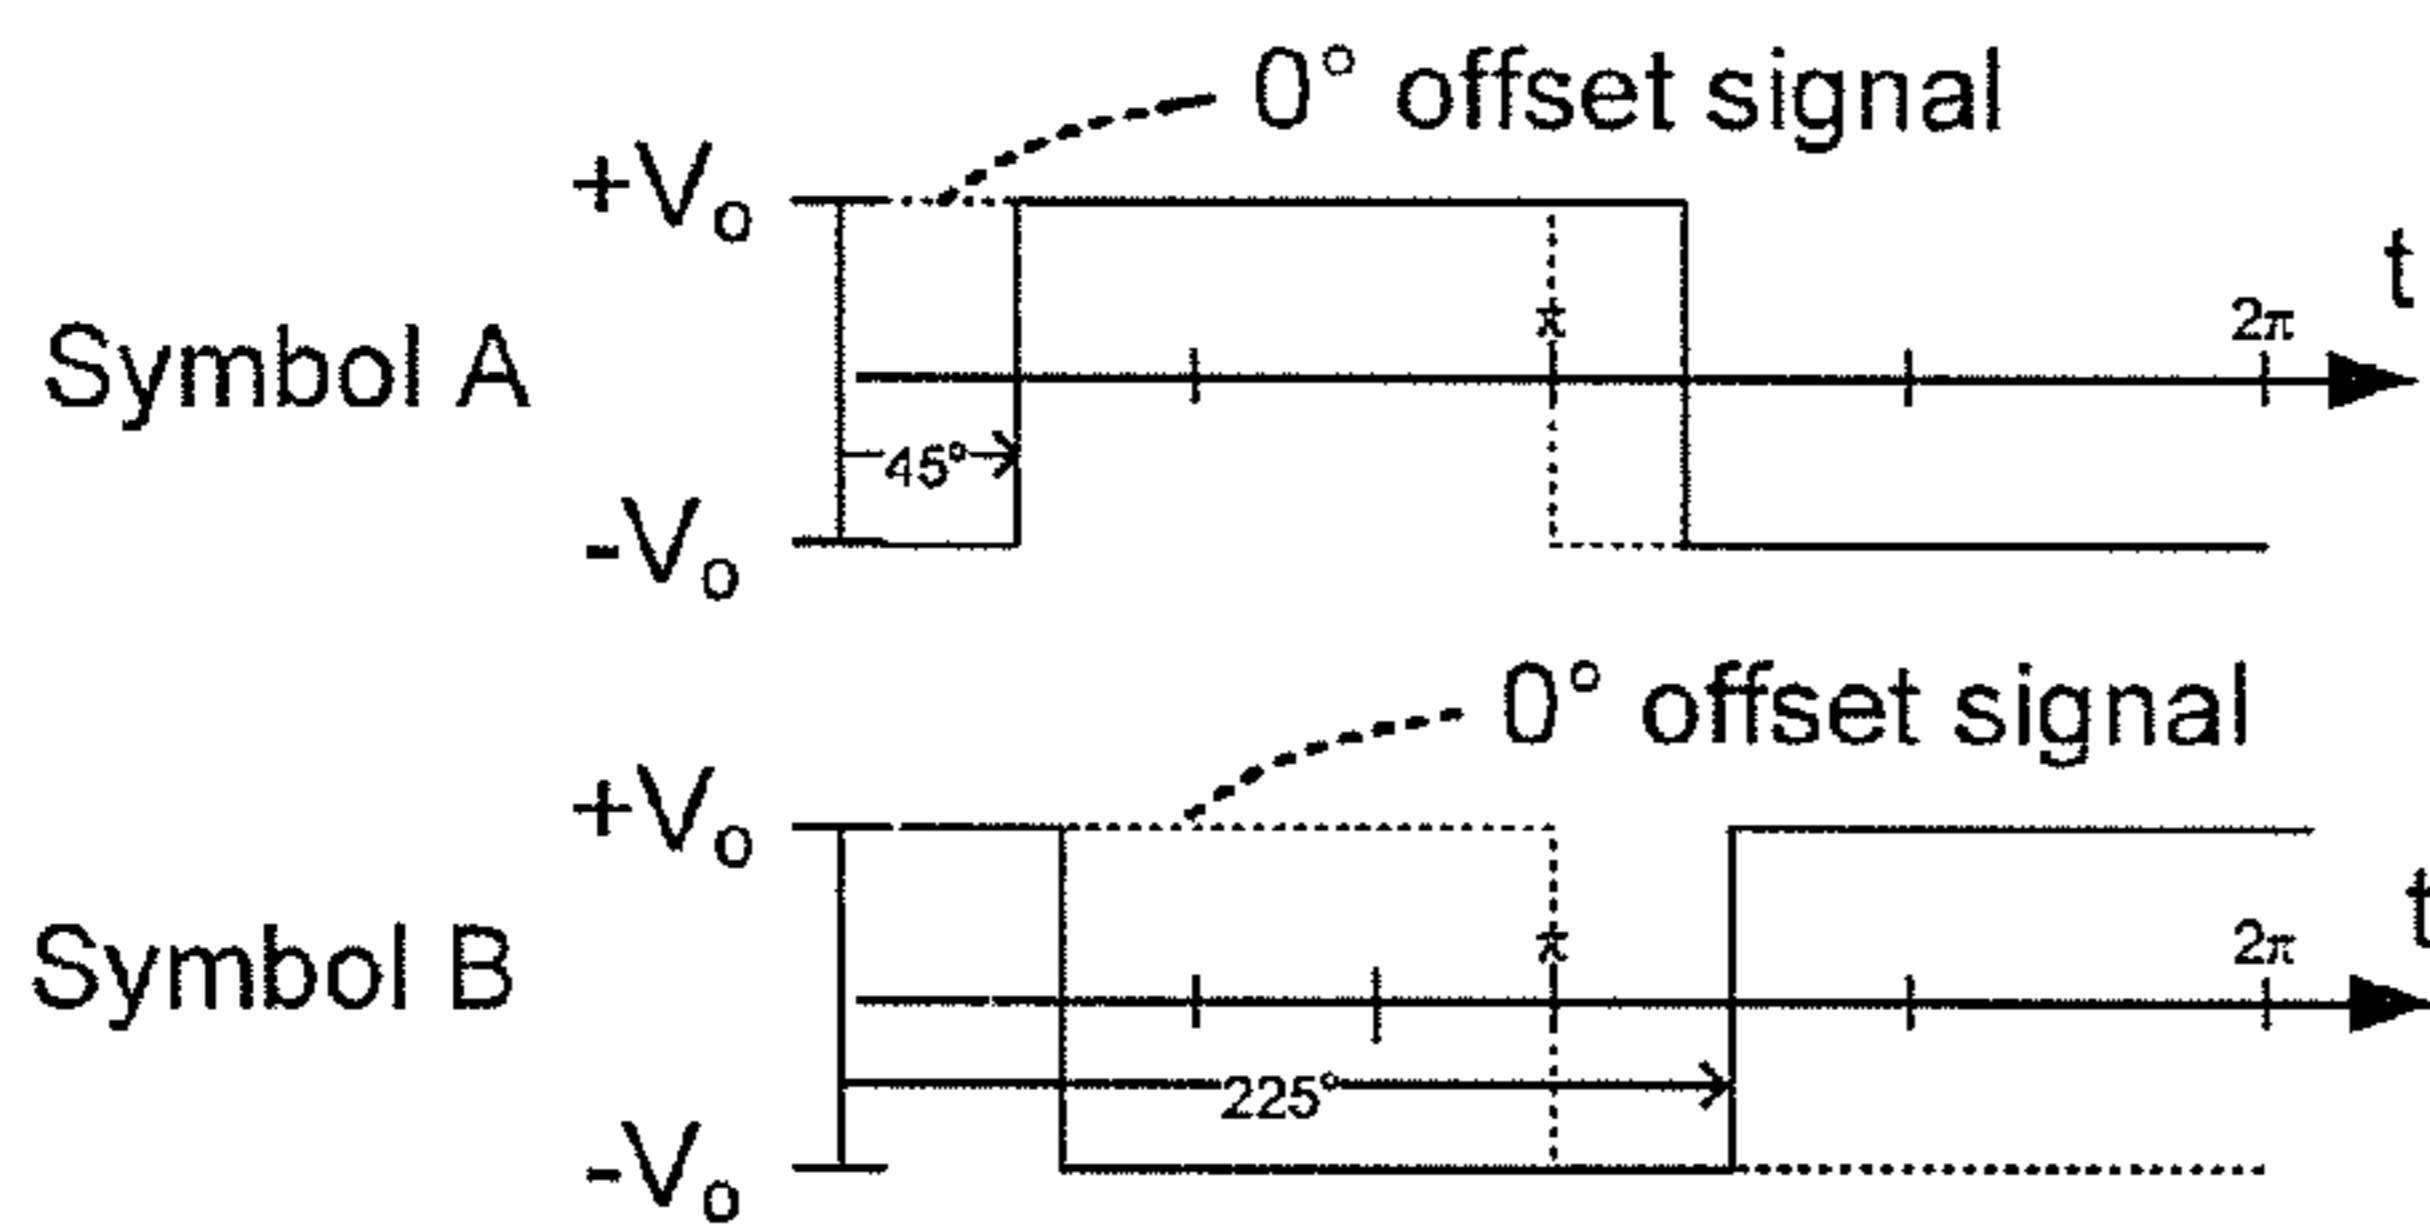 0° offset signal
+Vo
t
π
2π
Symbol A
45°
-Vo
0° offset signal
+Vo
t
π
2π
Symbol B
225°
-Vo